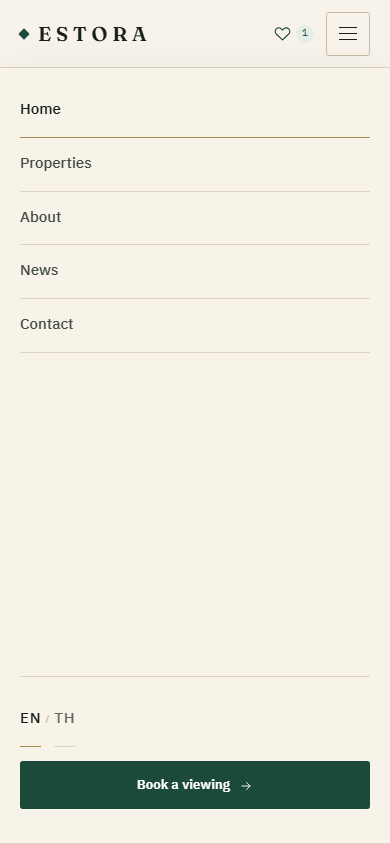 ESTORA
1
Home
Properties
About
News
Contact
EN / TH
Book a viewing →